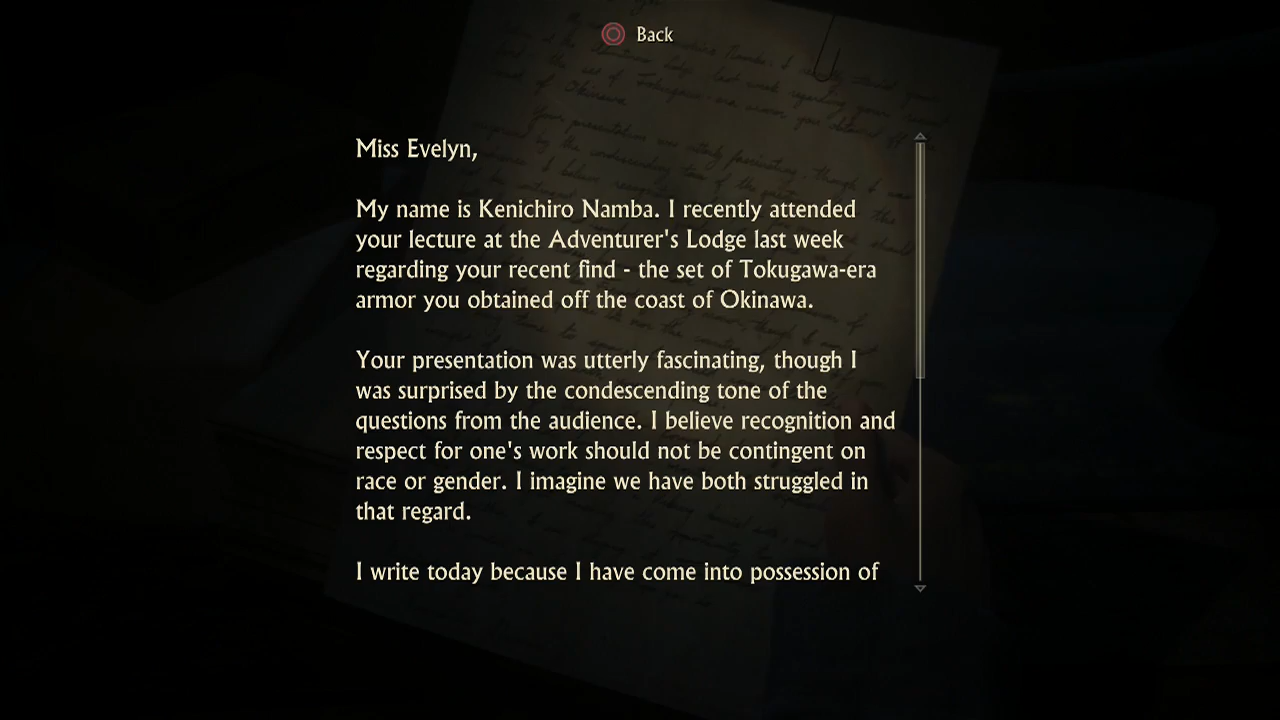 Back
Miss Evelyn,
My name is Kenichiro Namba. I recently attended
your lecture at the Adventurer's Lodge last week
regarding your recent find - the set of Tokugawa-era
armor you obtained off the coast of Okinawa.
Your presentation was utterly fascinating, though I
was surprised by the condescending tone of the
questions from the audience. I believe recognition and
respect for one's work should not be contingent on
race or gender. I imagine we have both struggled in
that regard.
I write today because I have come into possession of